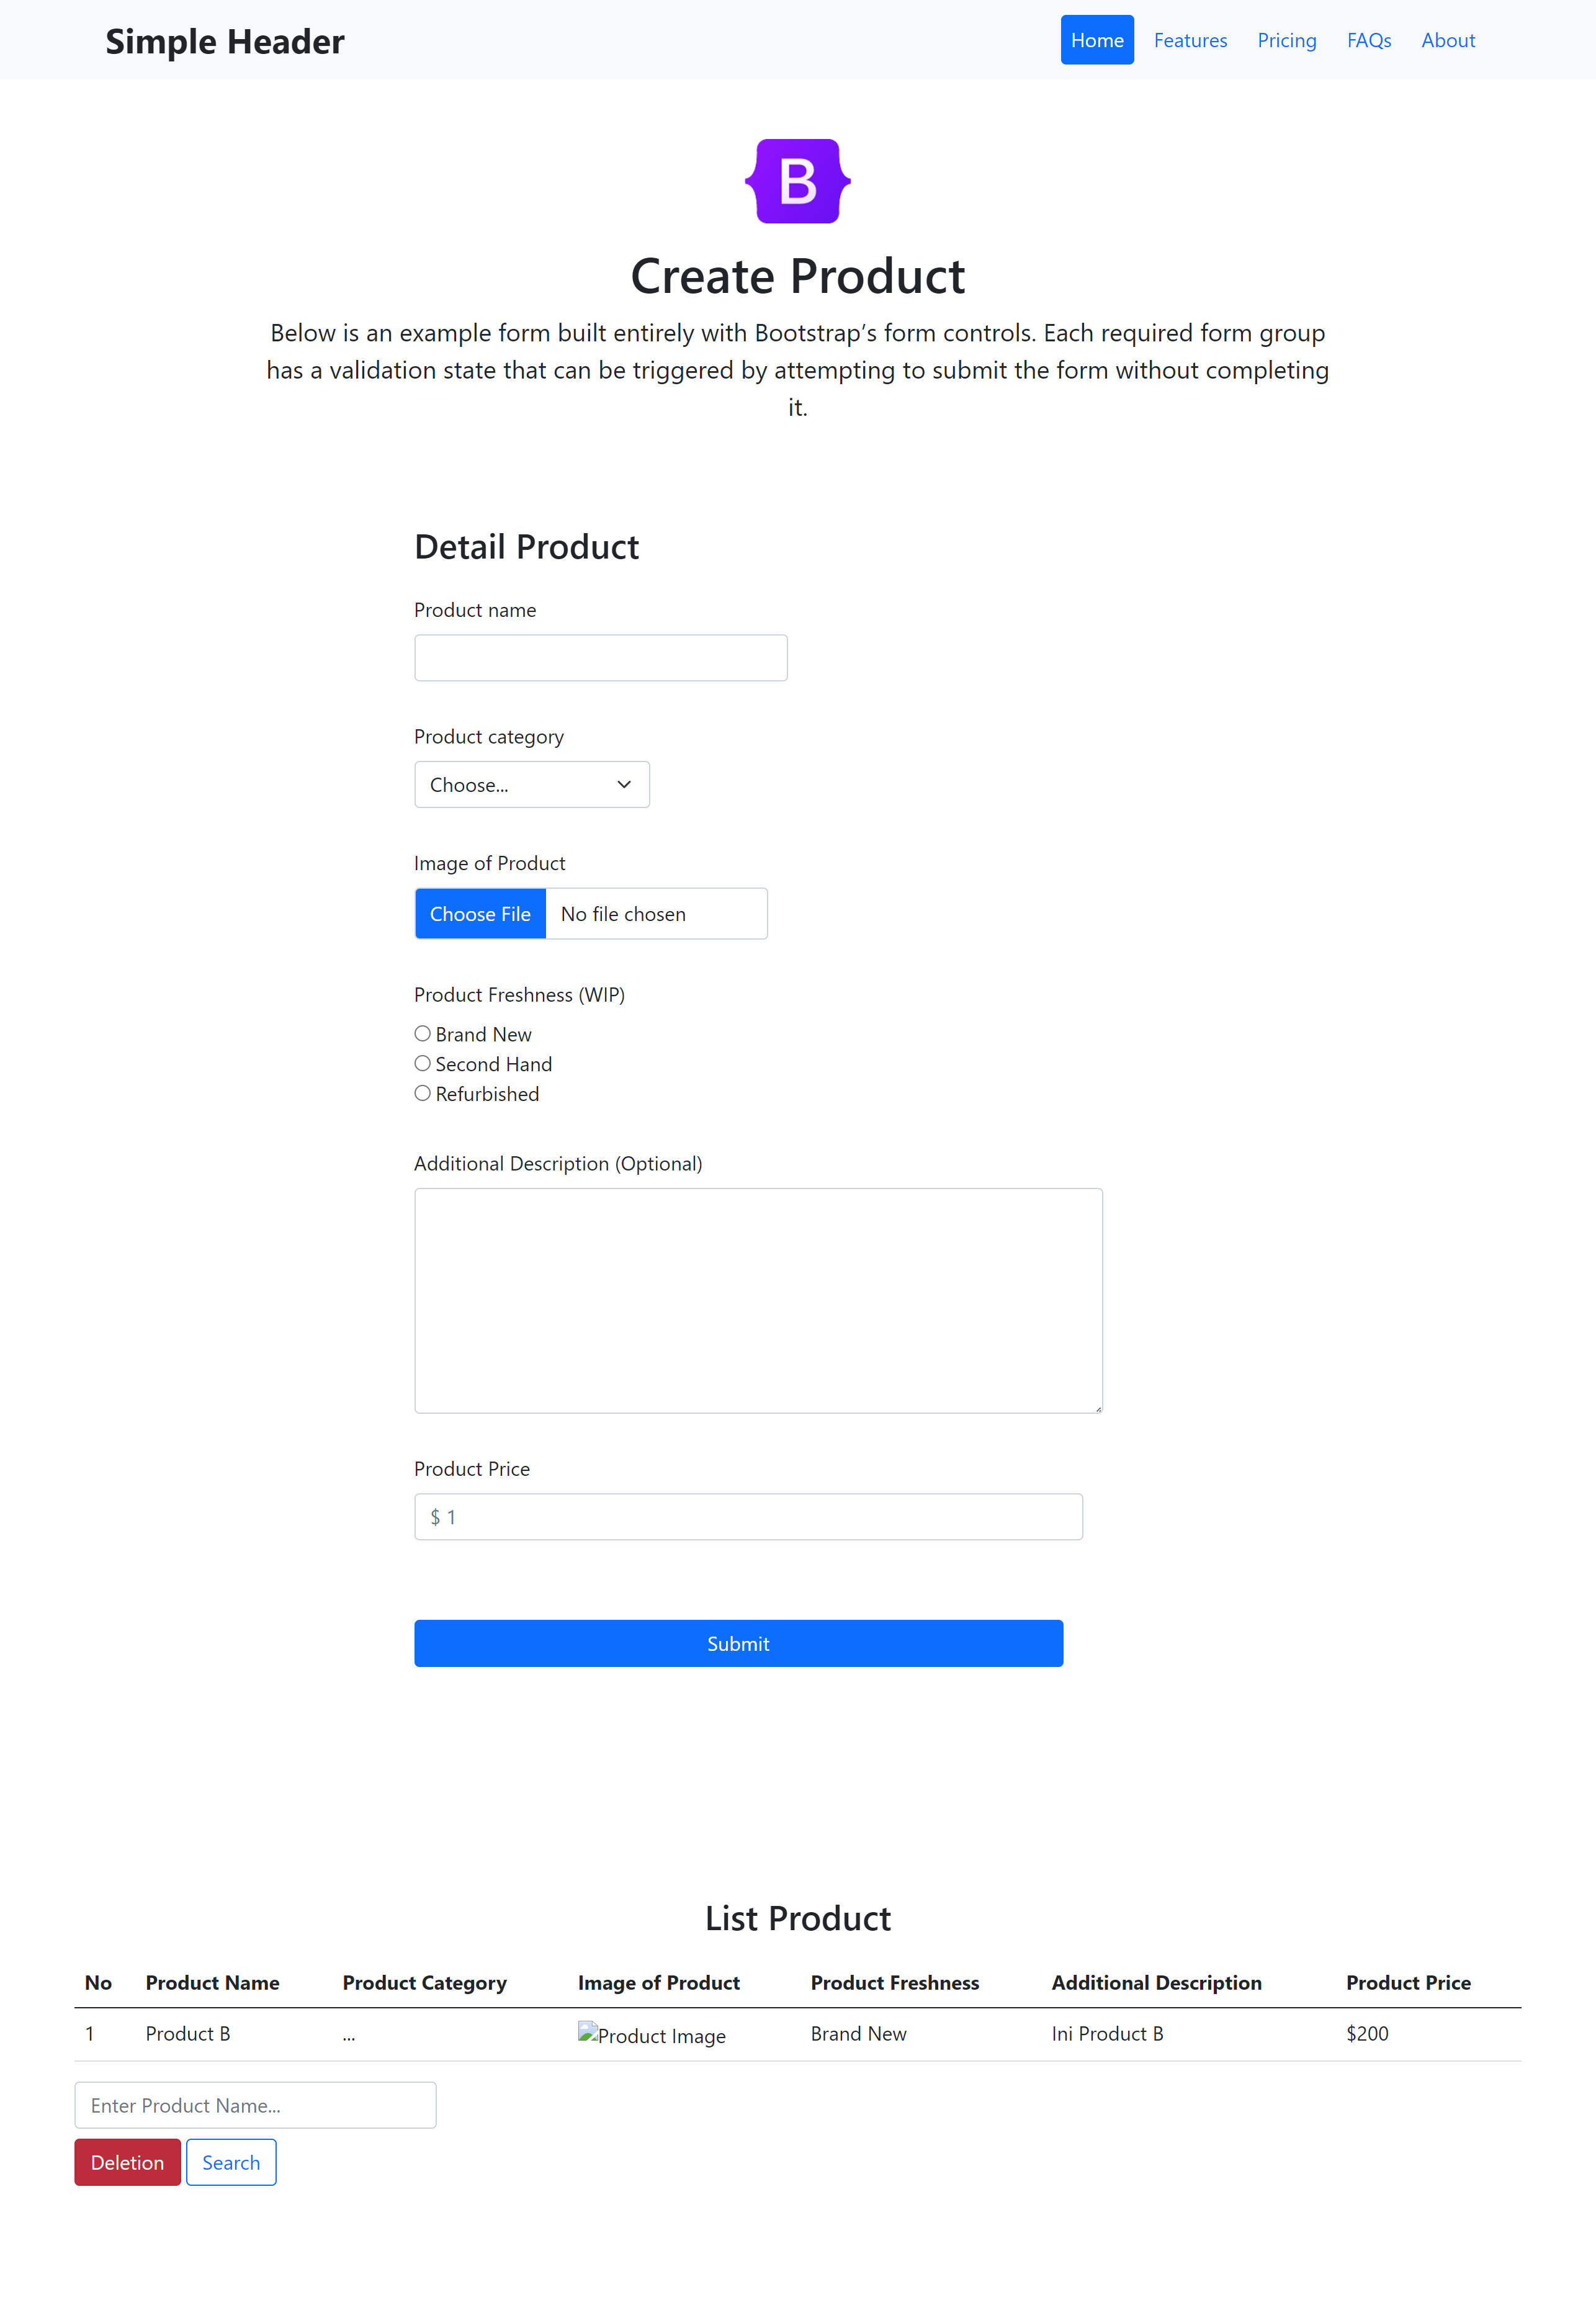 Simple Header
Home Features Pricing FAQs About
B
Create Product
Below is an example form built entirely with Bootstrap’s form controls. Each required form group
has a validation state that can be triggered by attempting to submit the form without completing
it.
Detail Product
Product name
Product category
Choose...
Image of Product
Choose File No file chosen
Product Freshness (WIP)
Brand New
Second Hand
Refurbished
Additional Description (Optional)
Product Price
$ 1
Submit
List Product
No Product Name Product Category Image of Product Product Freshness Additional Description Product Price
1 Product B ... Product Image Brand New Ini Product B $200
Enter Product Name...
Deletion Search